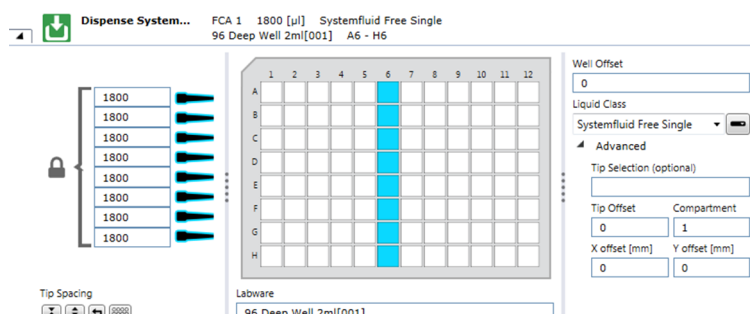 Dispense System... FCA 1 1800 [µl] Systemfluid Free Single
96 Deep Well 2ml[001] A6 - H6
1800
1800
1800
1800
1800
1800
1800
1800
Tip Spacing
1 2 3 4 5 6 7 8 9 10 11 12
A
B
C
D
E
F
G
H
Labware
96 Deep Well 2ml[001]
Well Offset
0
Liquid Class
Systemfluid Free Single
Advanced
Tip Selection (optional)
Tip Offset Compartment
0 1
X offset [mm] Y offset [mm]
0 0